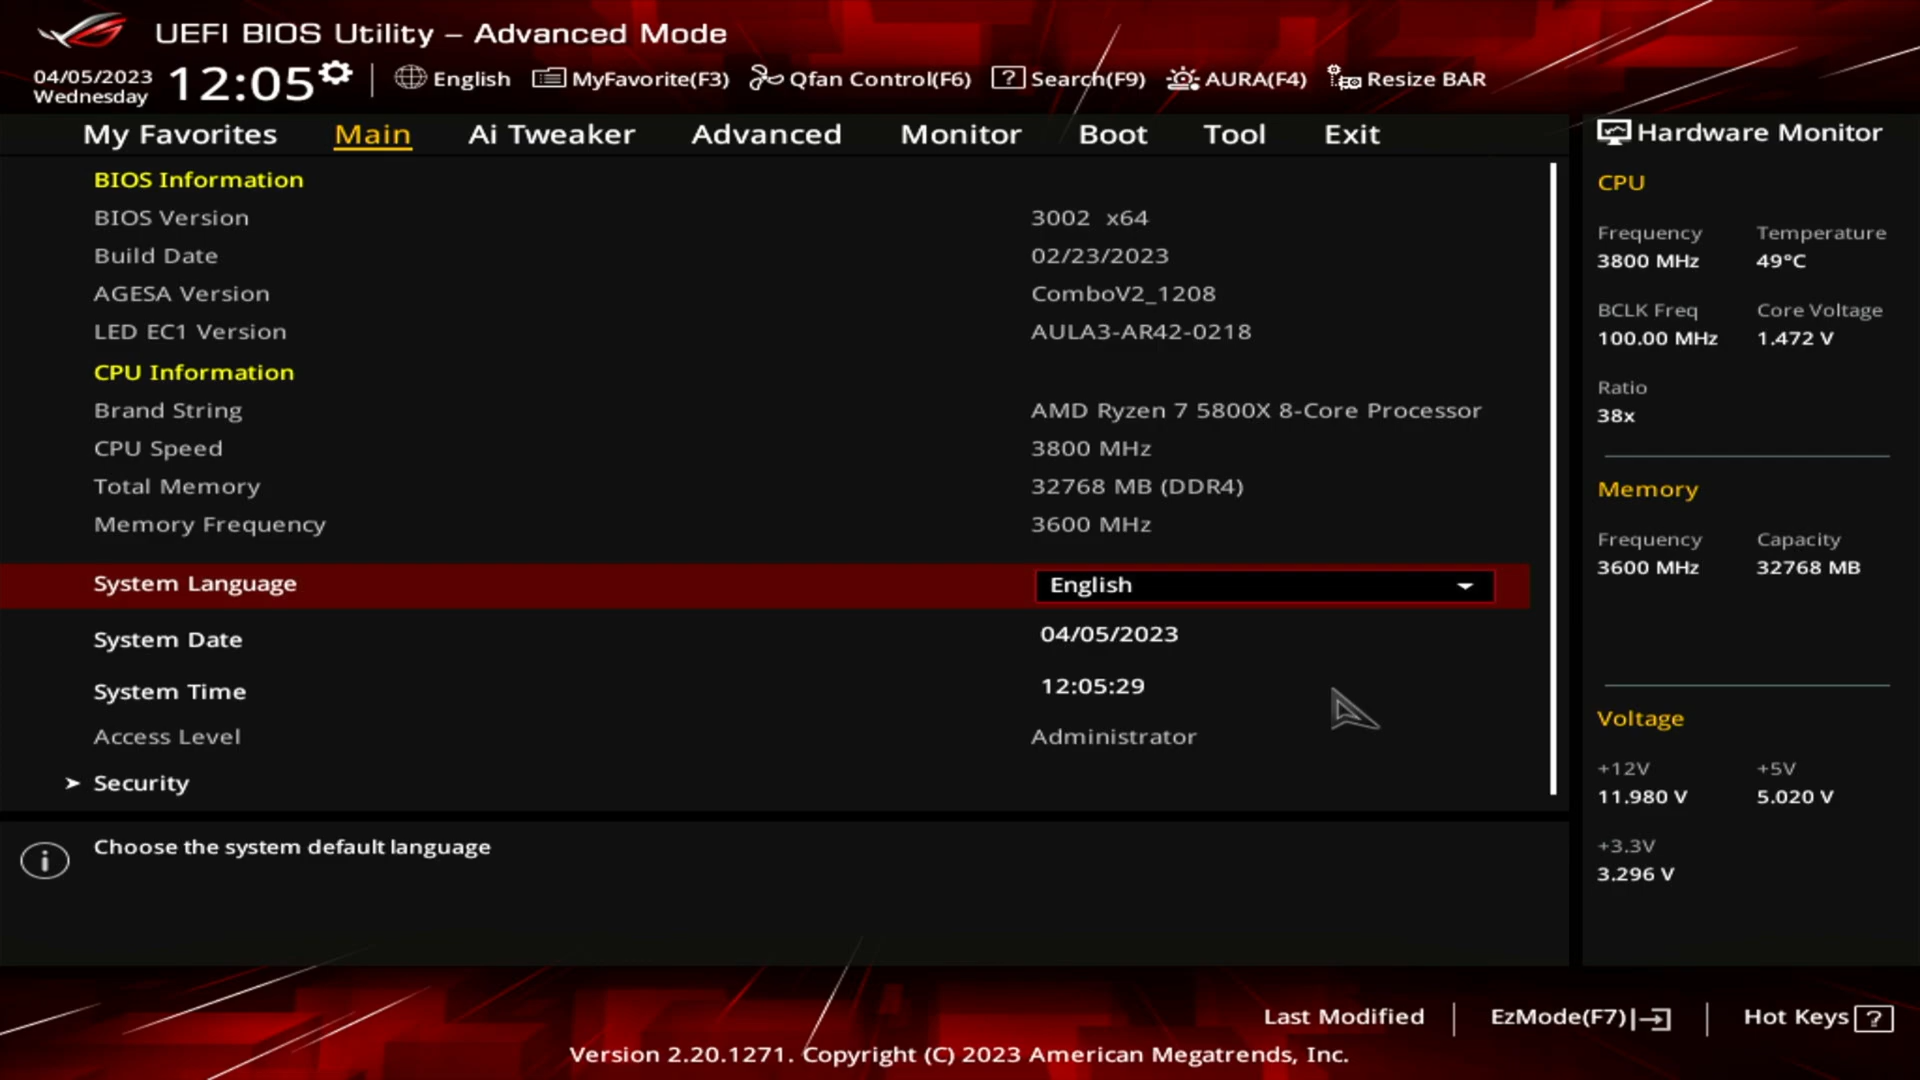 UEFI BIOS Utility – Advanced Mode
04/05/2023
Wednesday
12:05
English
MyFavorite(F3)
Qfan Control(F6)
? Search(F9)
AURA(F4)
Resize BAR
My Favorites Main Ai Tweaker Advanced Monitor Boot Tool Exit
BIOS Information
BIOS Version 3002 x64
Build Date 02/23/2023
AGESA Version ComboV2_1208
LED EC1 Version AULA3-AR42-0218
CPU Information
Brand String AMD Ryzen 7 5800X 8-Core Processor
CPU Speed 3800 MHz
Total Memory 32768 MB (DDR4)
Memory Frequency 3600 MHz
System Language English
System Date 04/05/2023
System Time 12:05:29
Access Level Administrator
Security
i Choose the system default language
Hardware Monitor
CPU
Frequency Temperature
3800 MHz 49°C
BCLK Freq Core Voltage
100.00 MHz 1.472 V
Ratio
38x
Memory
Frequency Capacity
3600 MHz 32768 MB
Voltage
+12V +5V
11.980 V 5.020 V
+3.3V
3.296 V
Last Modified EzMode(F7) Hot Keys ?
Version 2.20.1271. Copyright (C) 2023 American Megatrends, Inc.